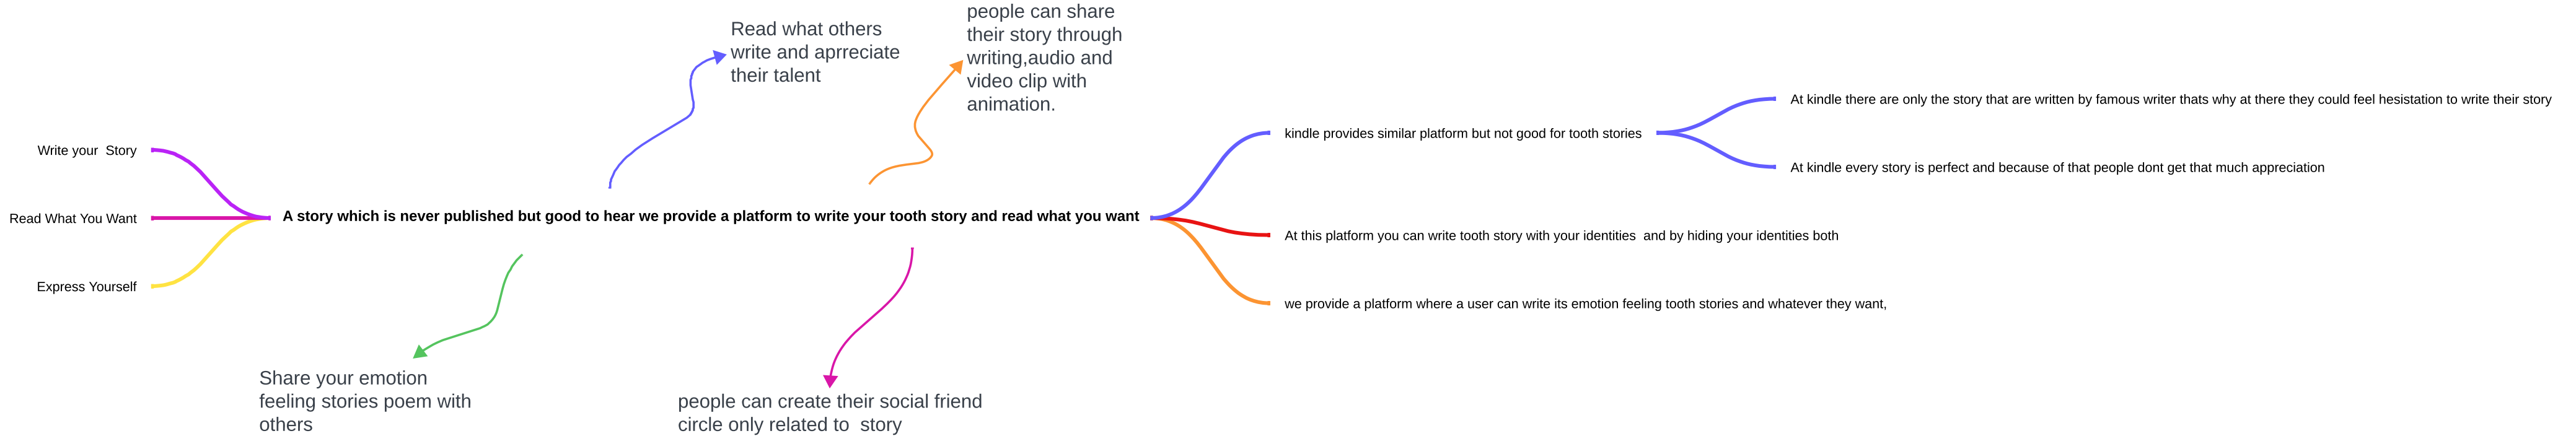 Read what others
write and aprreciate
their talent
people can share
their story through
writing,audio and
video clip with
animation.
Write your  Story
Read What You Want
Express Yourself
A story which is never published but good to hear we provide a platform to write your tooth story and read what you want
kindle provides similar platform but not good for tooth stories
At kindle there are only the story that are written by famous writer thats why at there they could feel hesistation to write their story
At kindle every story is perfect and because of that people dont get that much appreciation
At this platform you can write tooth story with your identities  and by hiding your identities both
we provide a platform where a user can write its emotion feeling tooth stories and whatever they want,
Share your emotion
feeling stories poem with
others
people can create their social friend
circle only related to  story